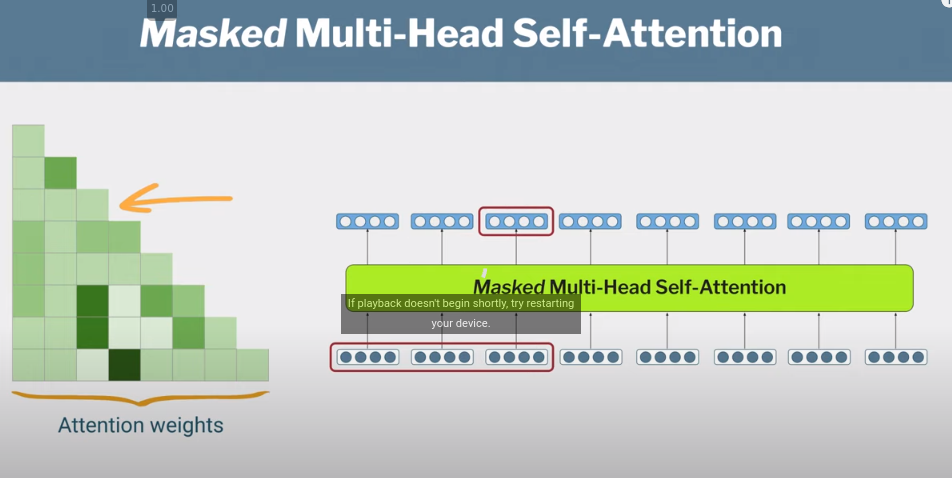 1.00
Masked Multi-Head Self-Attention
Masked Multi-Head Self-Attention
If playback doesn't begin shortly, try restarting
your device.
Attention weights